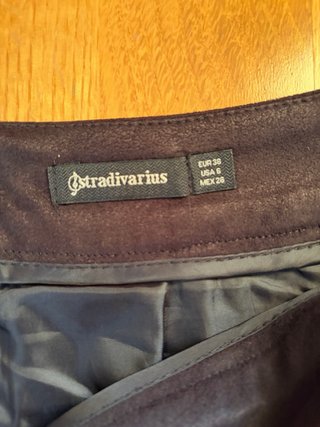 stradivarius
EUR 38
USA 6
MEX 28